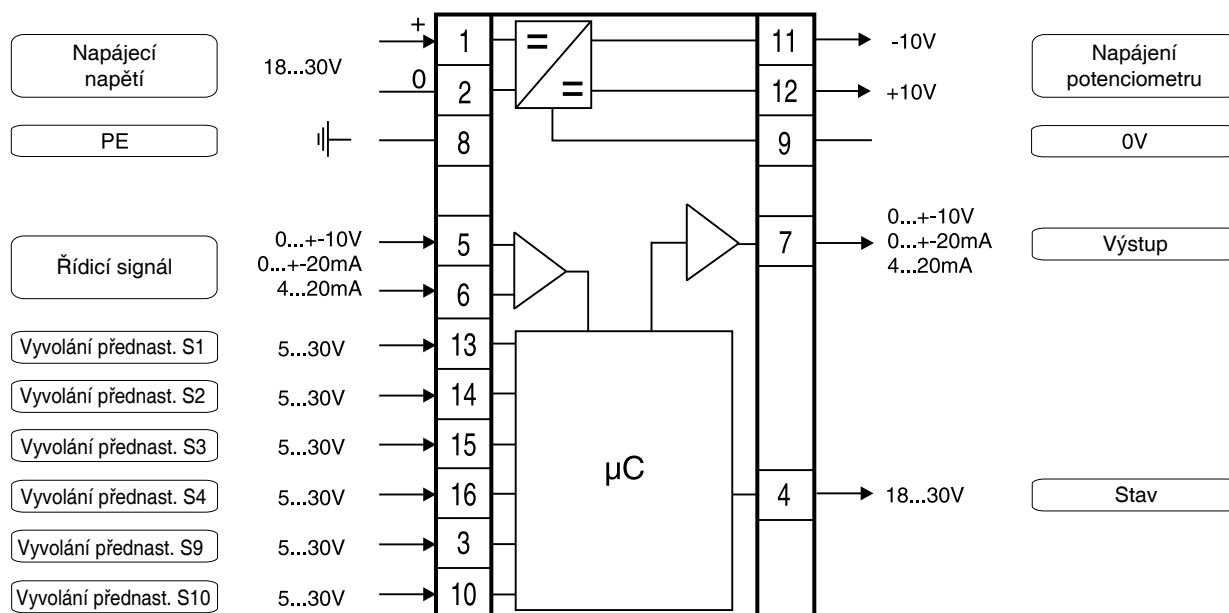 +
1
11
-10V
Napájecí
napětí
18...30V
Napájení
potenciometru
0
2
12
+10V
PE
8
9
0V
0...+-10V
0...+-20mA
4...20mA
Řídicí signál
0...+-10V
0...+-20mA
4...20mA
5
6
7
Výstup
Vyvolání přednast. S1
5...30V
13
Vyvolání přednast. S2
5...30V
14
Vyvolání přednast. S3
5...30V
15
µC
Vyvolání přednast. S4
5...30V
16
4
18...30V
Stav
Vyvolání přednast. S9
5...30V
3
Vyvolání přednast. S10
5...30V
10